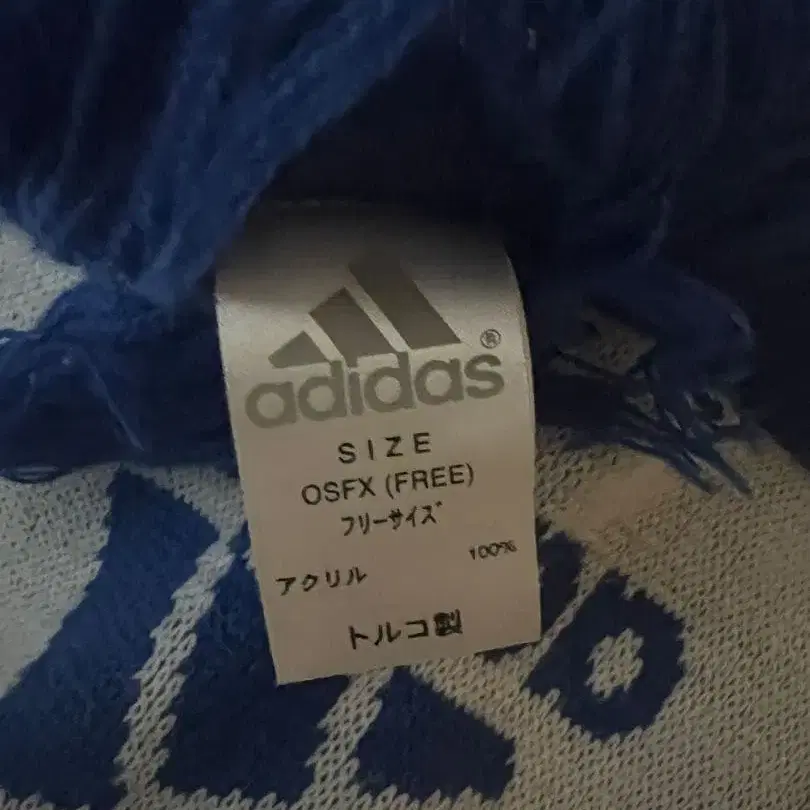 adidas®
SIZE
OSFX (FREE)
フリーサイズ
アクリル 100%
トルコ製